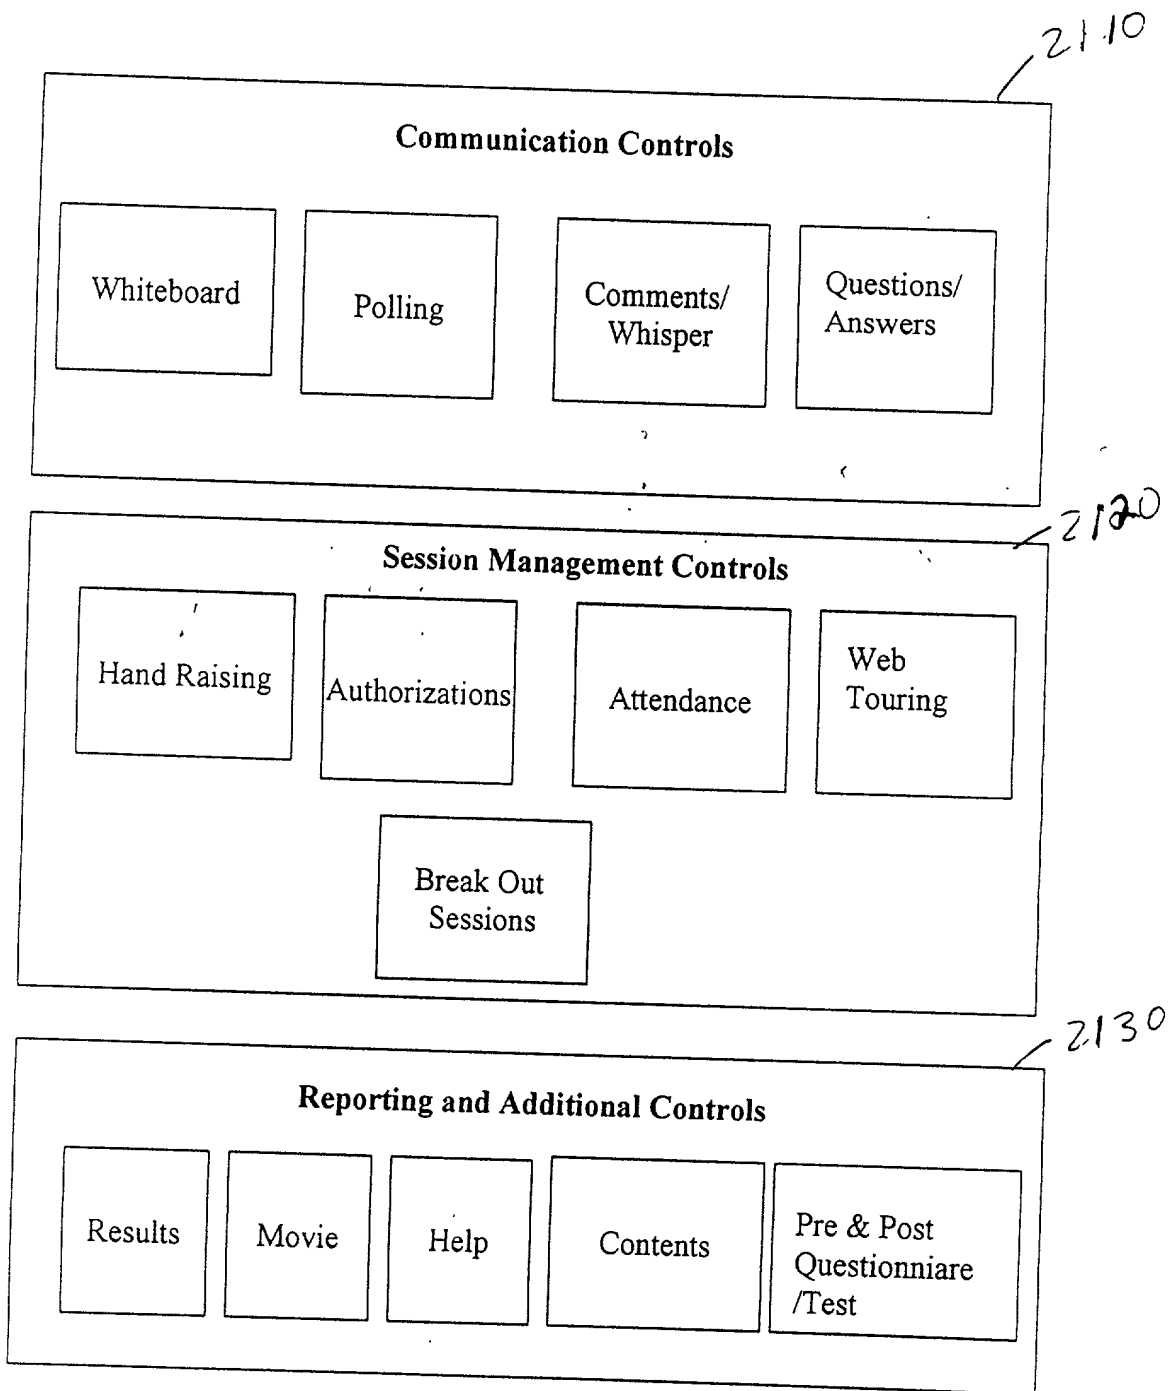 2110
Communication Controls
Whiteboard
Polling
Comments/
Whisper
Questions/
Answers
2120
Session Management Controls
Hand Raising
Authorizations
Attendance
Web
Touring
Break Out
Sessions
2130
Reporting and Additional Controls
Results
Movie
Help
Contents
Pre & Post
Questionniare
/Test